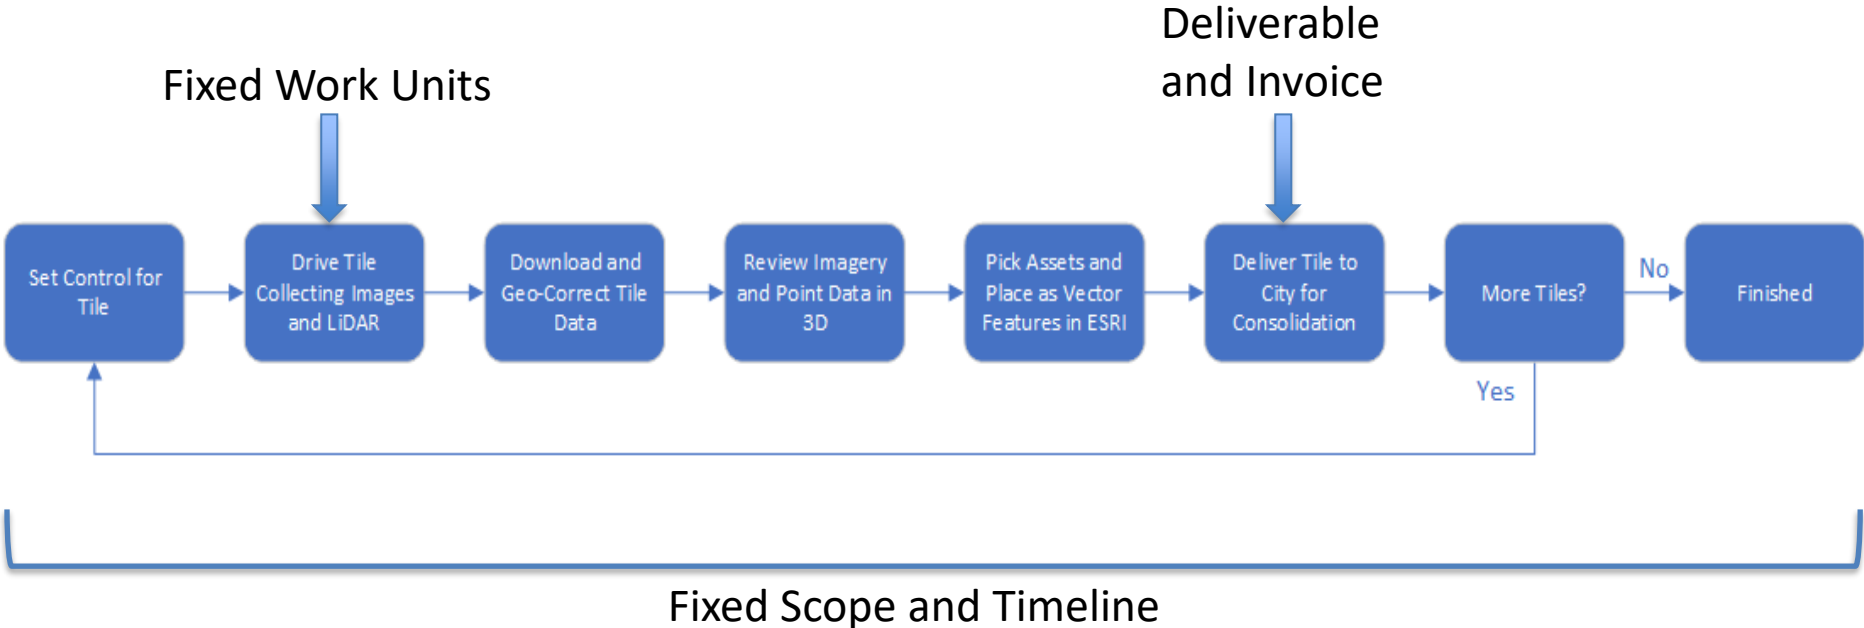 Deliverable
and Invoice
Fixed Work Units
Set Control for
Tile
Drive Tile
Collecting Images
and LiDAR
Download and
Geo-Correct Tile
Data
Review Imagery
and Point Data in
3D
Pick Assets and
Place as Vector
Features in ESRI
Deliver Tile to
City for
Consolidation
More Tiles?
No
Finished
Yes
Fixed Scope and Timeline